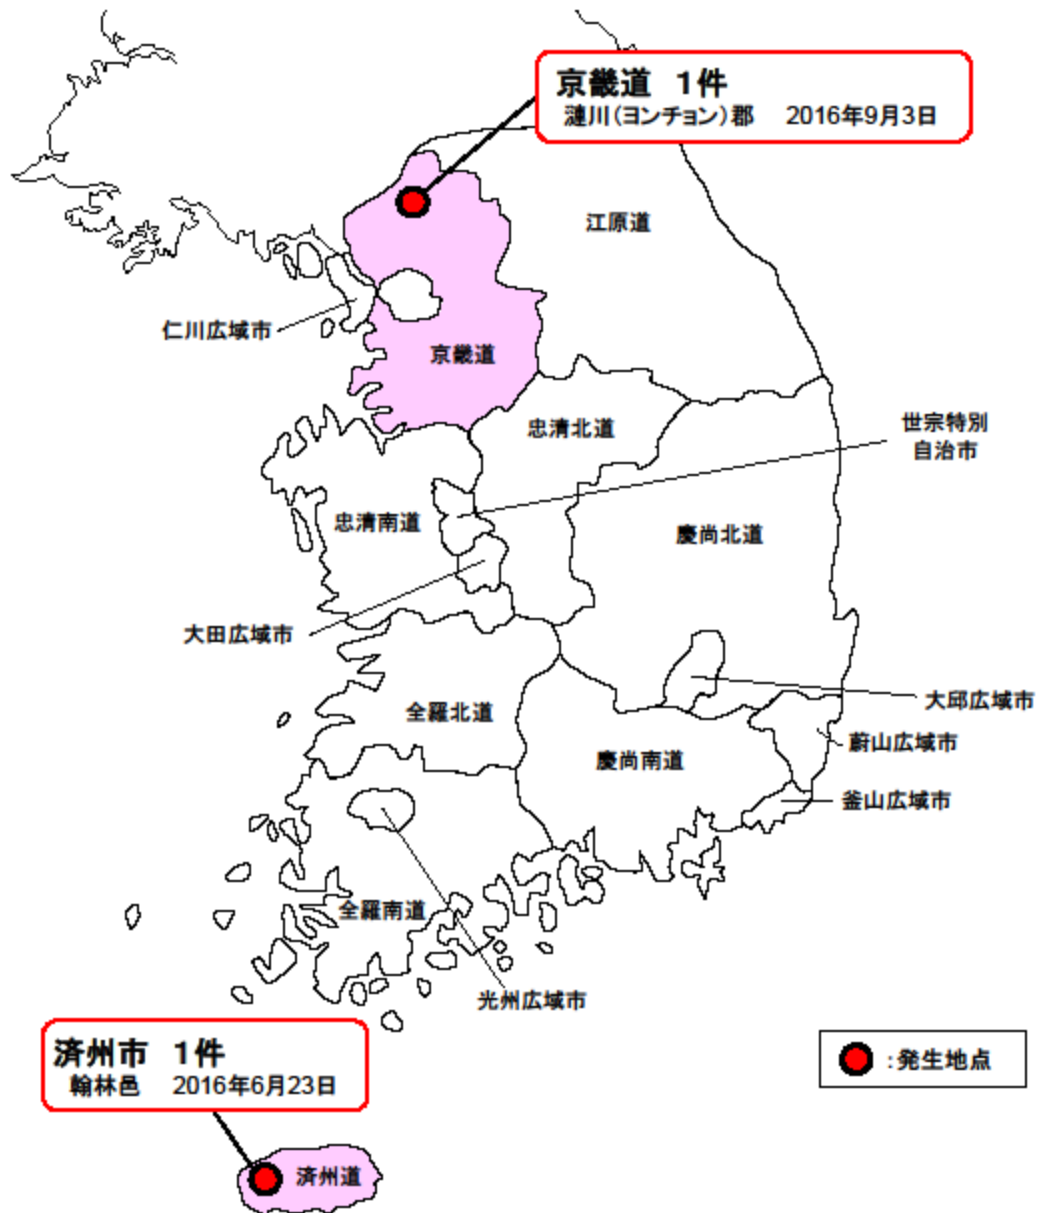 京畿道 1件
漣川(ヨンチョン)郡 2016年9月3日
江原道
仁川広域市
京畿道
忠清北道
世宗特別
自治市
忠清南道
慶尚北道
大田広域市
大邱広域市
全羅北道
蔚山広域市
慶尚南道
釜山広域市
全羅南道
光州広域市
済州市 1件
翰林邑 2016年6月23日
:発生地点
済州道